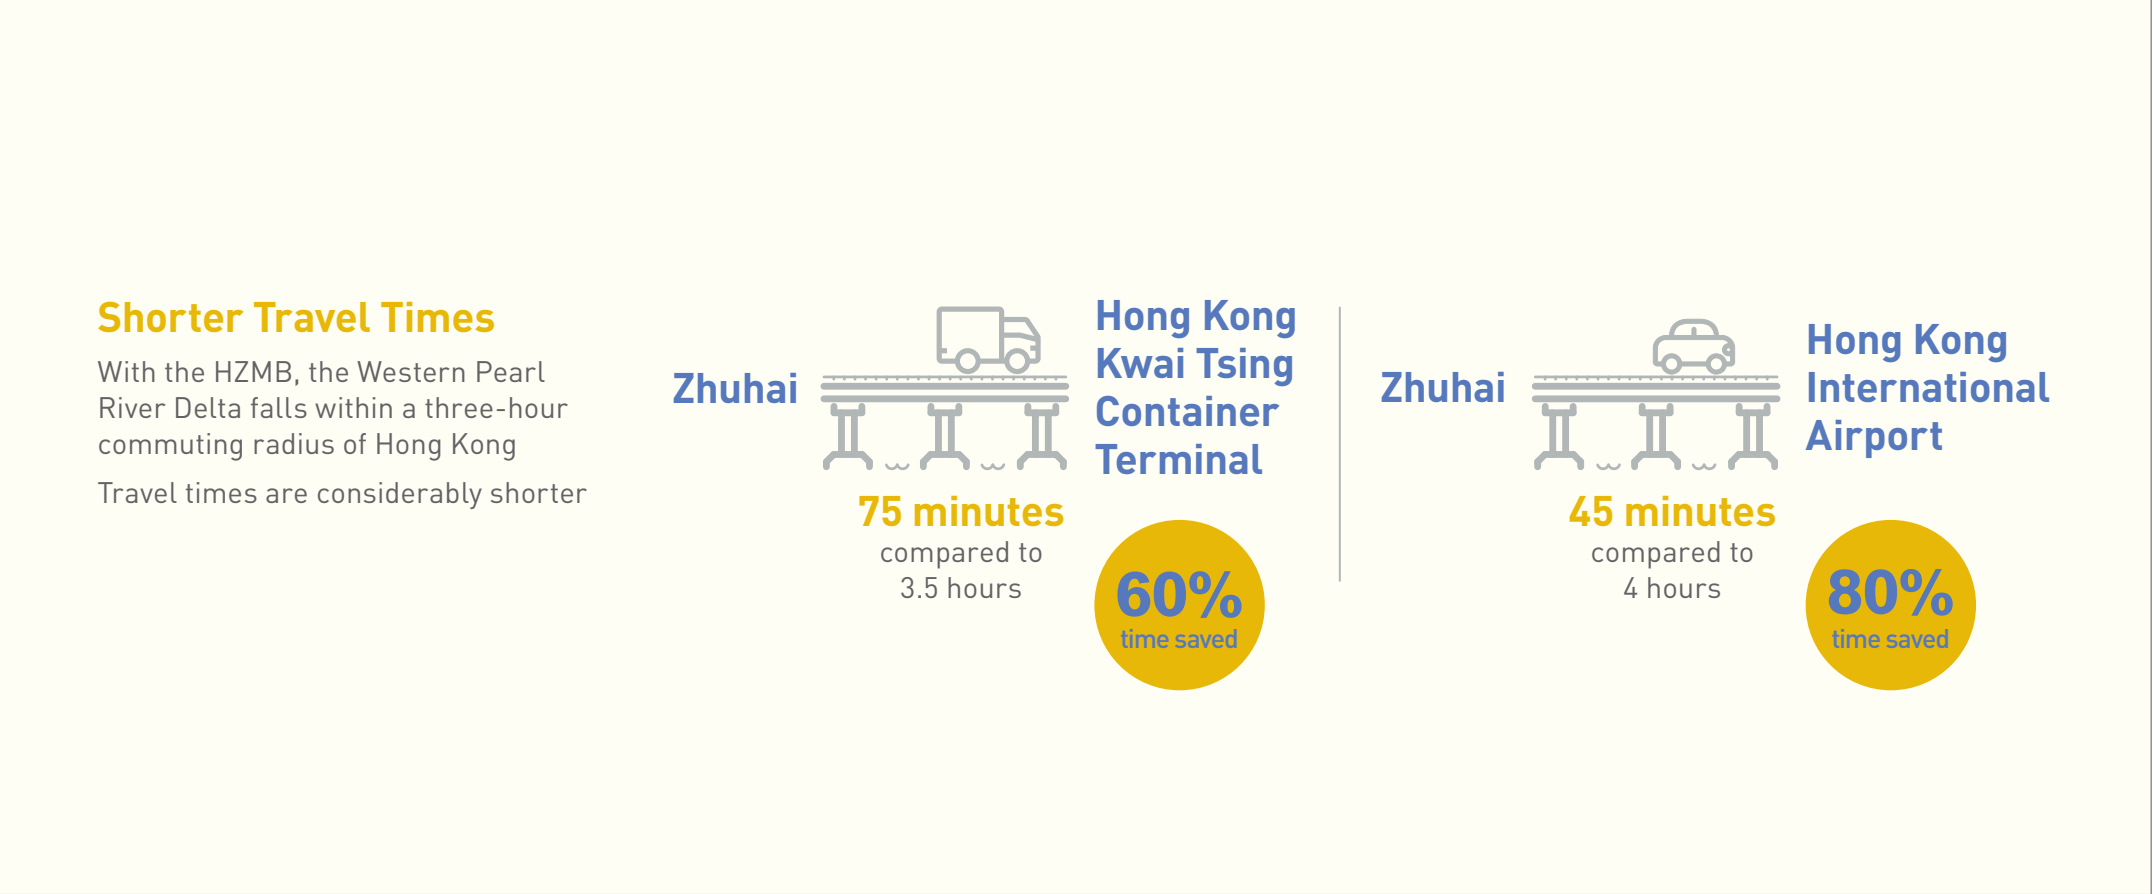 Shorter Travel Times
With the HZMB, the Western Pearl
River Delta falls within a three-hour
commuting radius of Hong Kong
Travel times are considerably shorter
Zhuhai
Hong Kong
Kwai Tsing
Container
Terminal
75 minutes
compared to
3.5 hours
60%
time saved
Zhuhai
Hong Kong
International
Airport
45 minutes
compared to
4 hours
80%
time saved